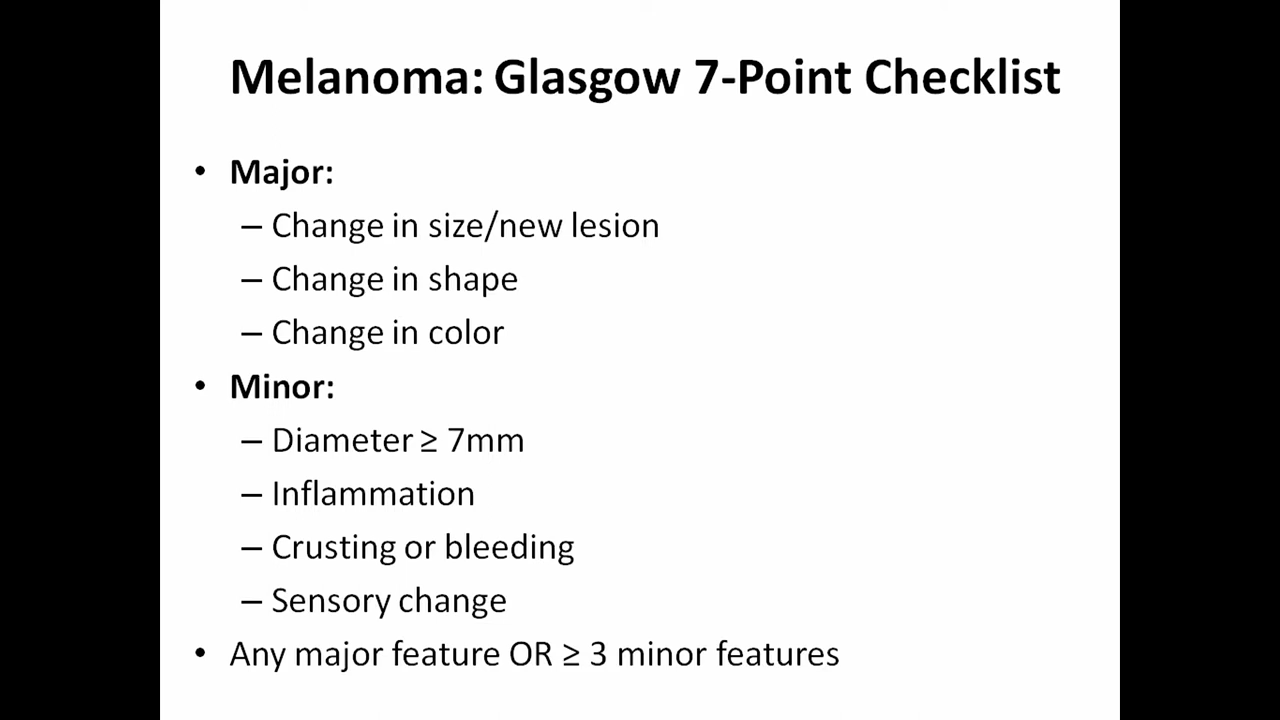 Melanoma: Glasgow 7-Point Checklist
• Major:
– Change in size/new lesion
– Change in shape
– Change in color
• Minor:
– Diameter ≥ 7mm
– Inflammation
– Crusting or bleeding
– Sensory change
• Any major feature OR ≥ 3 minor features